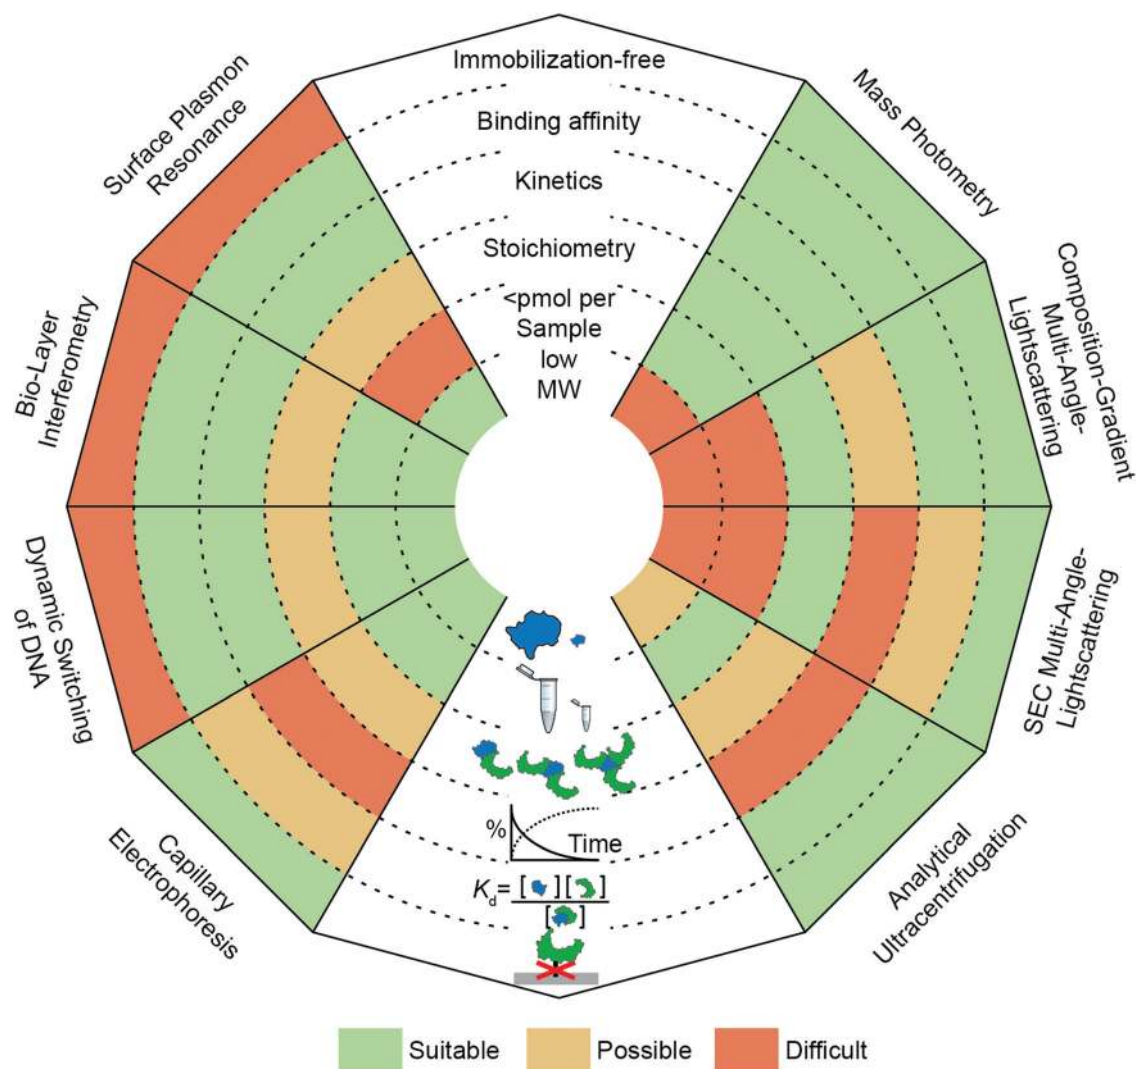 Immobilization-free
Binding affinity
Kinetics
Stoichiometry
<pmol per
Sample
low
MW
Surface Plasmon
Resonance
Bio-Layer
Interferometry
Dynamic Switching
of DNA
Capillary
Electrophoresis
Mass Photometry
Composition-Gradient
Multi-Angle-
Lightscattering
SEC Multi-Angle-
Lightscattering
Analytical
Ultracentrifugation
% Time
Kd= [ ] [ ]
[ ]
Suitable Possible Difficult